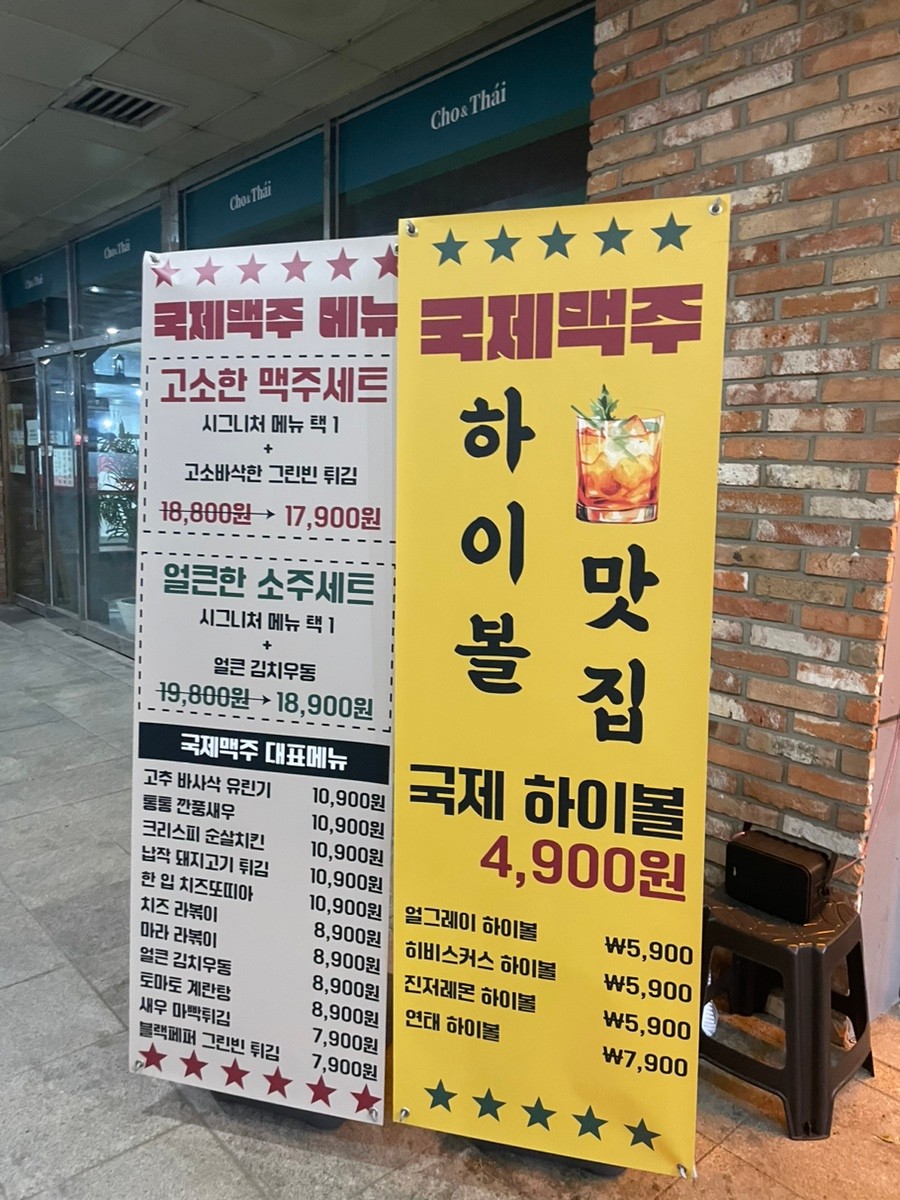 Cho & Thái
Cho & Thái
Cho & Thái
Cho & Thái
국제맥주 메뉴
고소한 맥주세트
시그니처 메뉴 택 1
+
고소바삭한 그린빈 튀김
18,800원→ 17,900원
얼큰한 소주세트
시그니처 메뉴 택 1
+
얼큰 김치우동
19,800원→ 18,900원
국제맥주 대표메뉴
고추 바사삭 유린기 10,900원
통통 깐풍새우 10,900원
크리스피 순살치킨 10,900원
납작 돼지고기 튀김 10,900원
한 입 치즈또띠아 10,900원
치즈 라볶이 8,900원
마라 라볶이 8,900원
얼큰 김치우동 8,900원
토마토 계란탕 8,900원
새우 마빡튀김 7,900원
블랙페퍼 그린빈 튀김 7,900원
국제맥주
하이볼
맛집
국제 하이볼
4,900원
얼그레이 하이볼 ₩5,900
히비스커스 하이볼 ₩5,900
진저레몬 하이볼 ₩5,900
연태 하이볼 ₩7,900